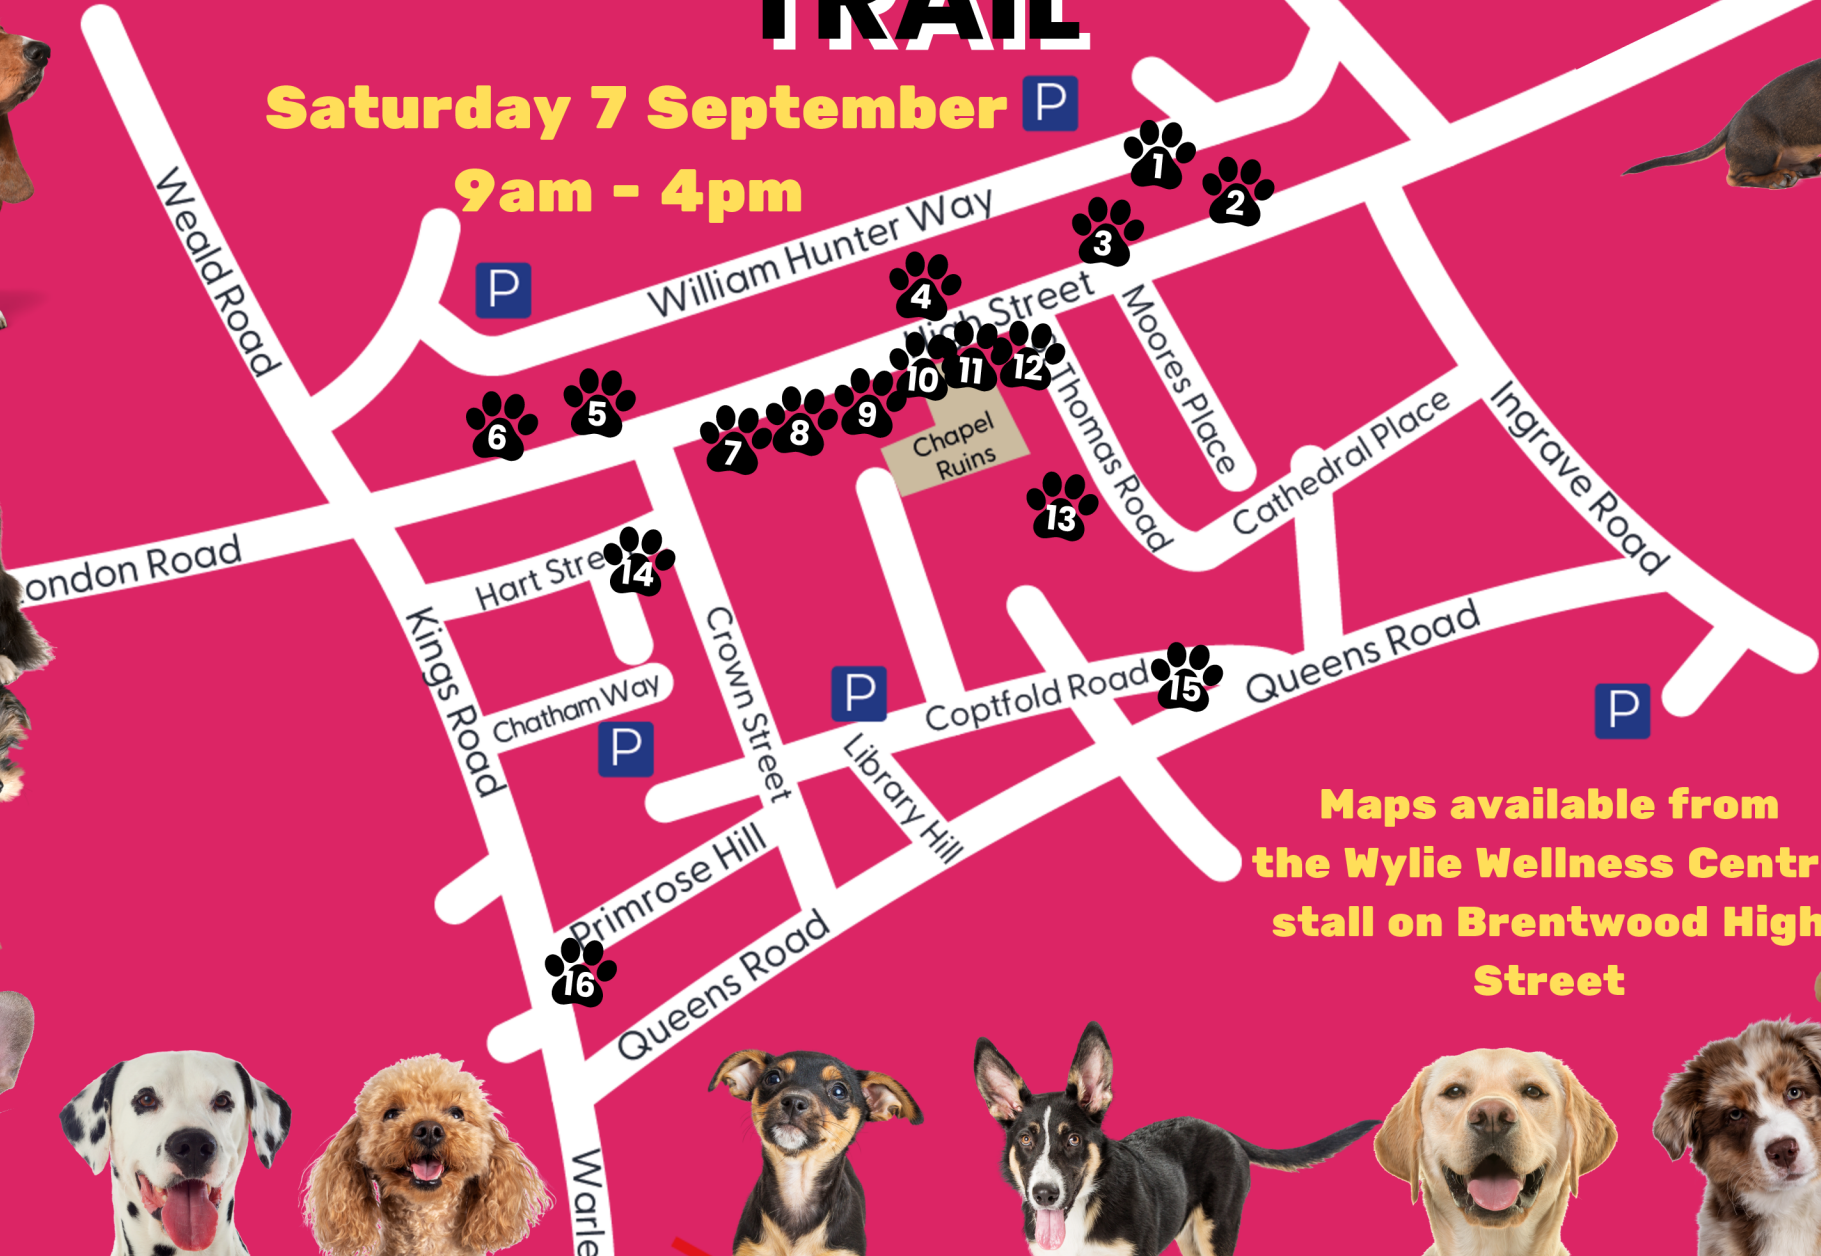 TRAIL
Saturday 7 September
P
9am - 4pm
1
2
3
William Hunter Way
P
4
High Street
Weald Road
5
6
7
8
9
10
11
12
Chapel
Ruins
13
Thomas Road
Moores Place
Cathedral Place
Ingrave Road
ondon Road
Hart Stre
14
Kings Road
Crown Street
Chatham Way
P
P
Coptfold Road
15
Queens Road
P
Library Hill
Primrose Hill
16
Queens Road
Maps available from
the Wylie Wellness Centr
stall on Brentwood High
Street
Warle